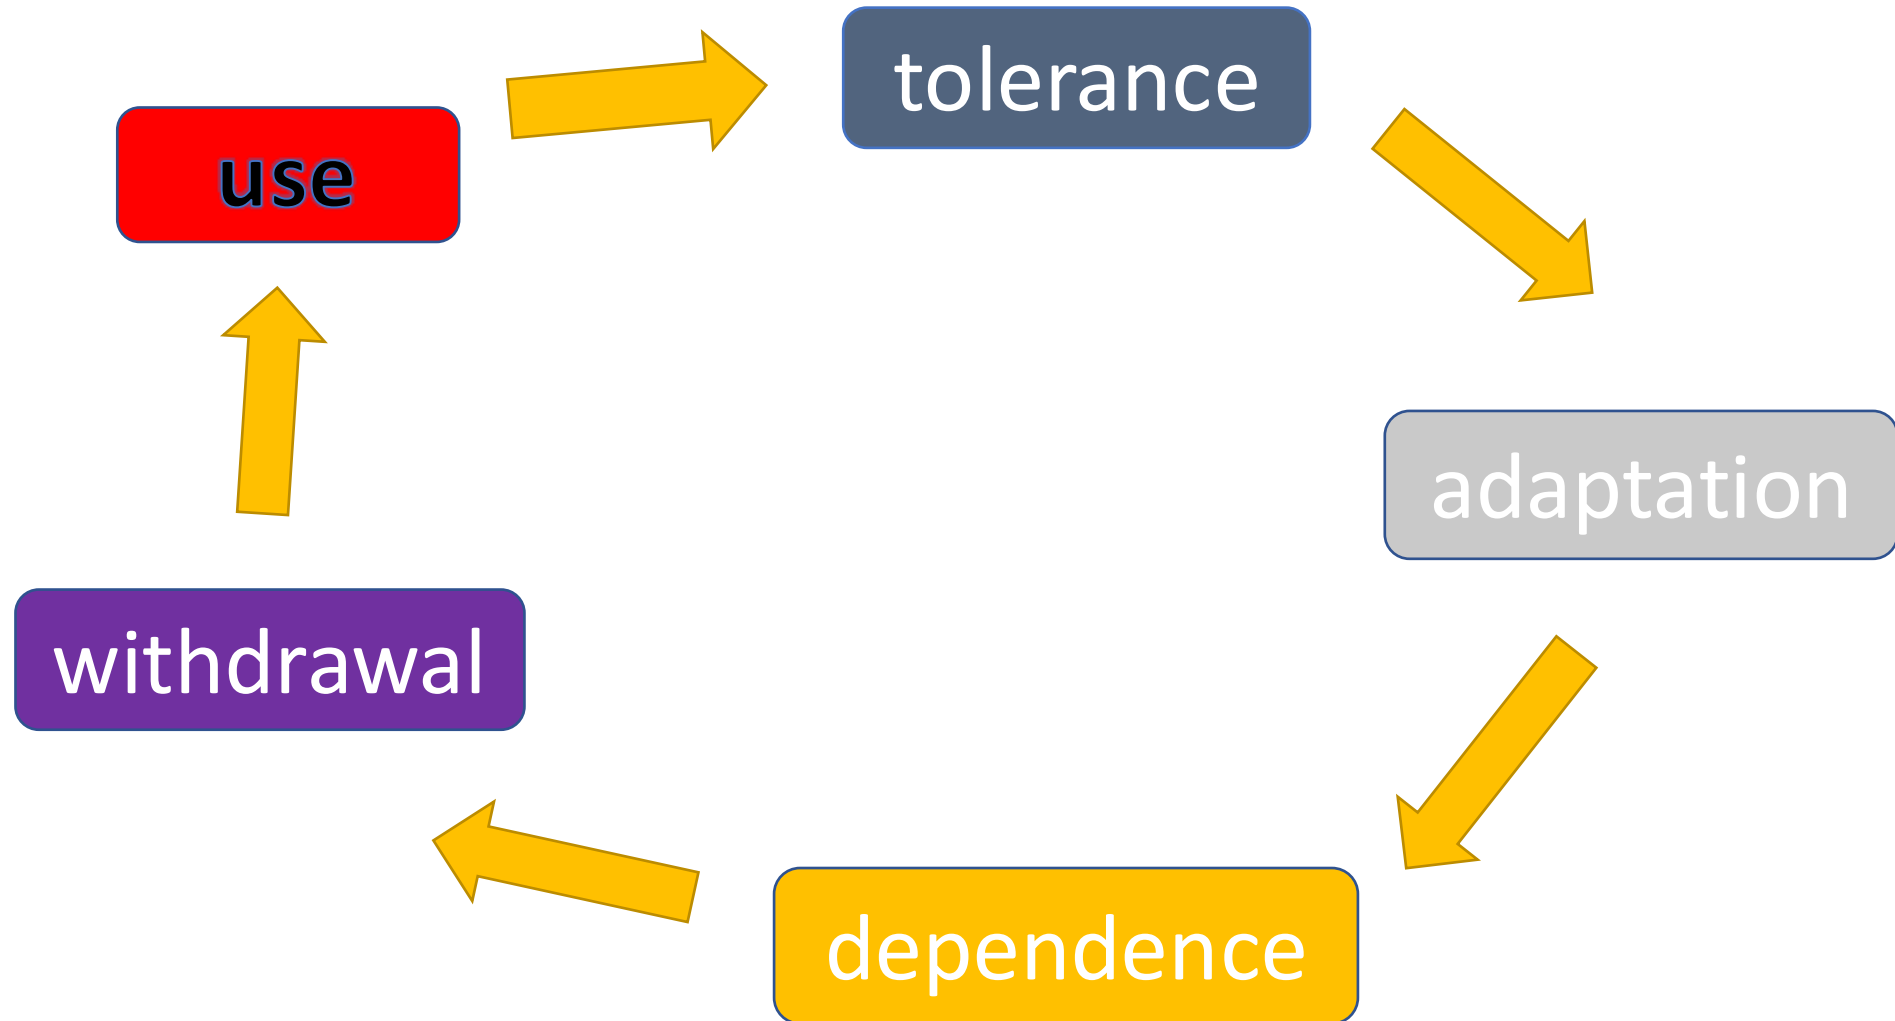 use
tolerance
adaptation
dependence
withdrawal